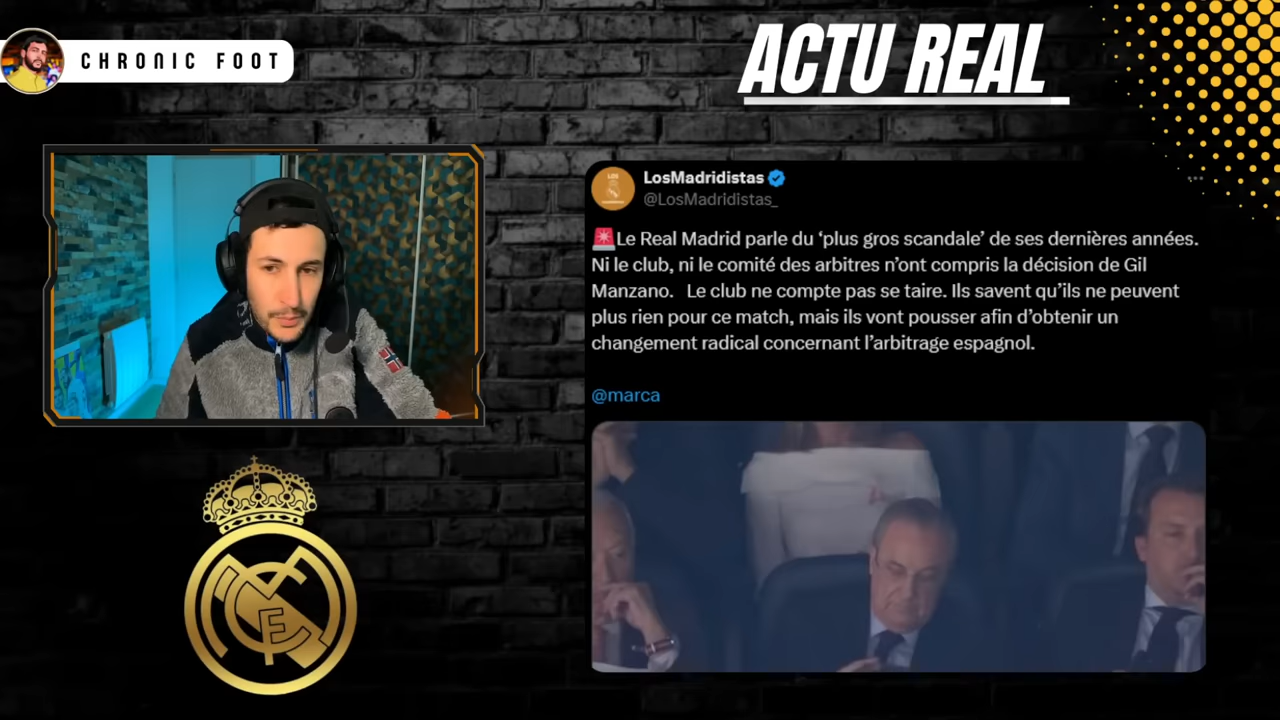 CHRONIC FOOT
ACTU REAL
LosMadridistas
@LosMadridistas_
🚨Le Real Madrid parle du ‘plus gros scandale’ de ses dernières années.
Ni le club, ni le comité des arbitres n’ont compris la décision de Gil
Manzano.   Le club ne compte pas se taire. Ils savent qu’ils ne peuvent
plus rien pour ce match, mais ils vont pousser afin d’obtenir un
changement radical concernant l’arbitrage espagnol.
@marca